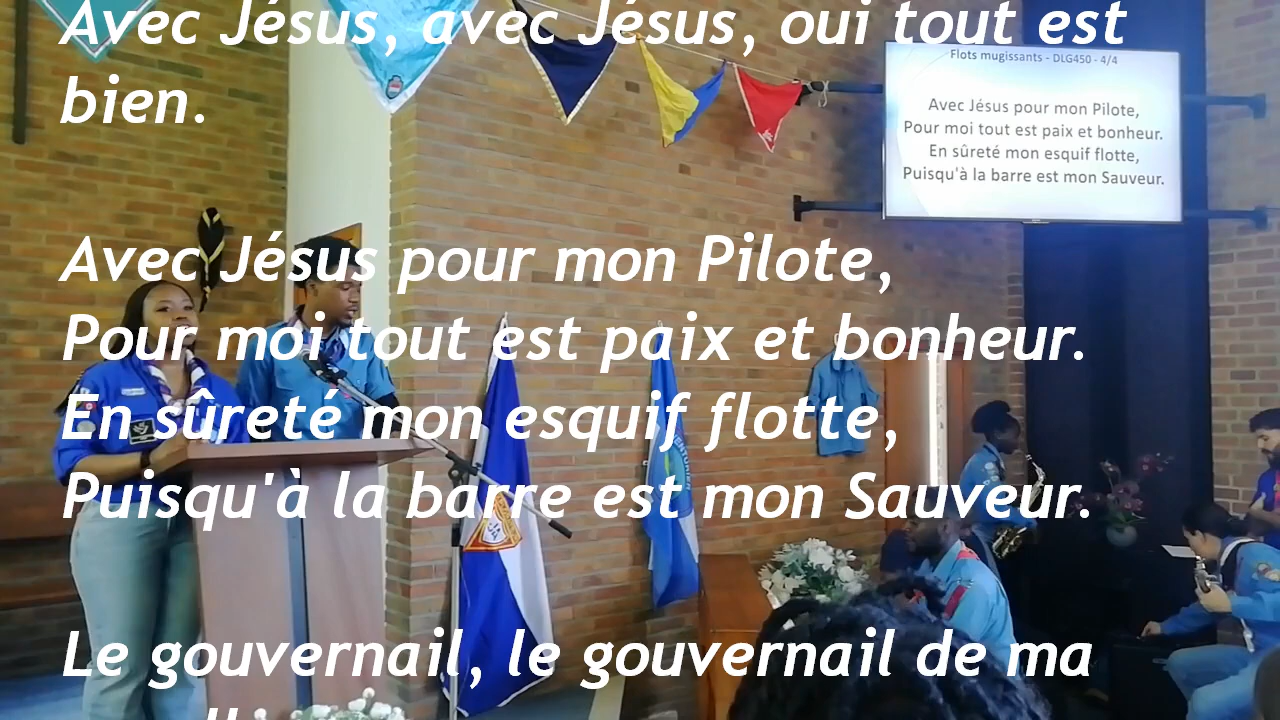 Avec Jésus, avec Jésus, oui tout est
bien.
Avec Jésus pour mon Pilote,
Pour moi tout est paix et bonheur.
En sûreté mon esquif flotte,
Puisqu'à la barre est mon Sauveur.
Le gouvernail, le gouvernail de ma
Flots mugissants - DLG450 - 4/4
Avec Jésus pour mon Pilote,
Pour moi tout est paix et bonheur.
En sûreté mon esquif flotte,
Puisqu'à la barre est mon Sauveur.